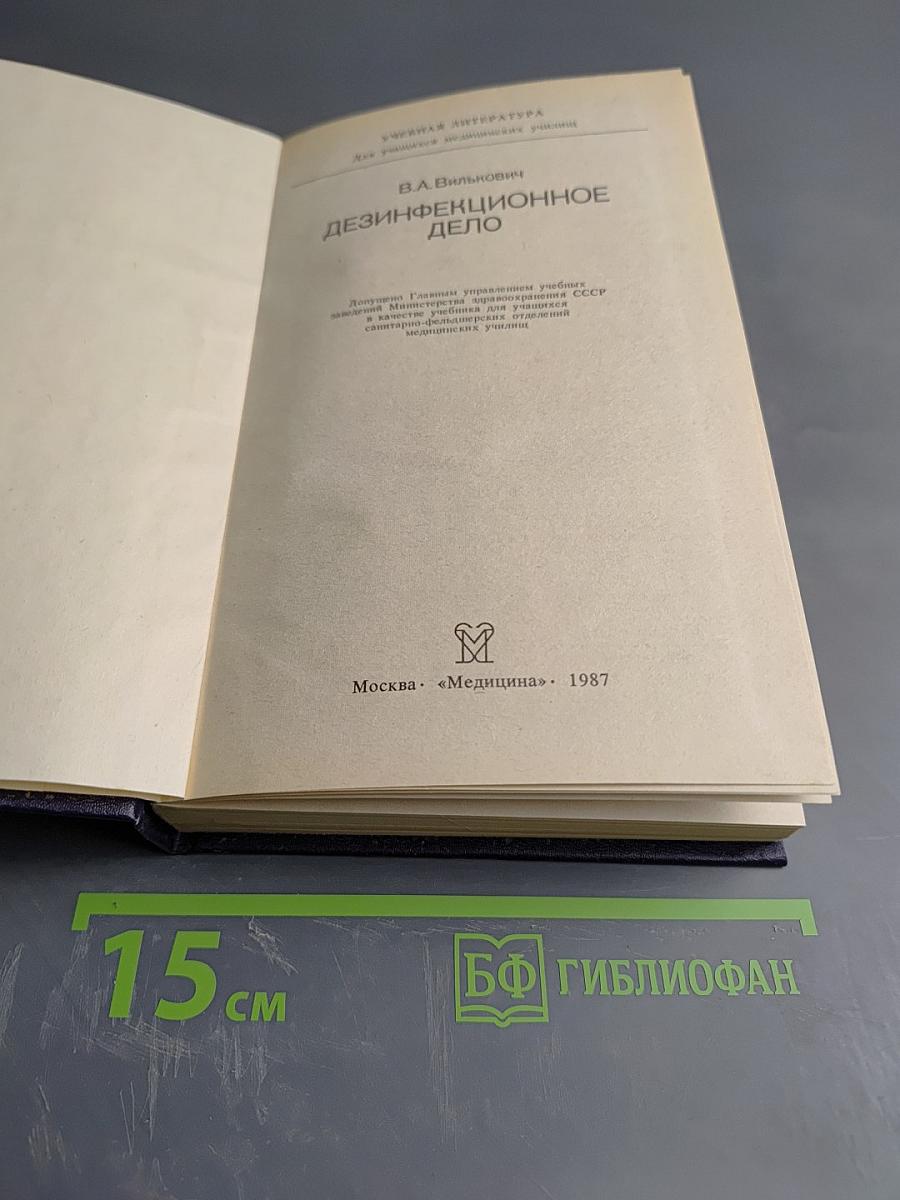 УЧЕБНАЯ ЛИТЕРАТУРА
Для учащихся медицинских училищ
В.А.Вилькович
ДЕЗИНФЕКЦИОННОЕ
ДЕЛО
Допущено Главным управлением учебных
заведений Министерства здравоохранения СССР
в качестве учебника для учащихся
санитарно-фельдшерских отделений
медицинских училищ
М
Москва · «Медицина» · 1987
15 см
БФ ГИБЛИОФАН